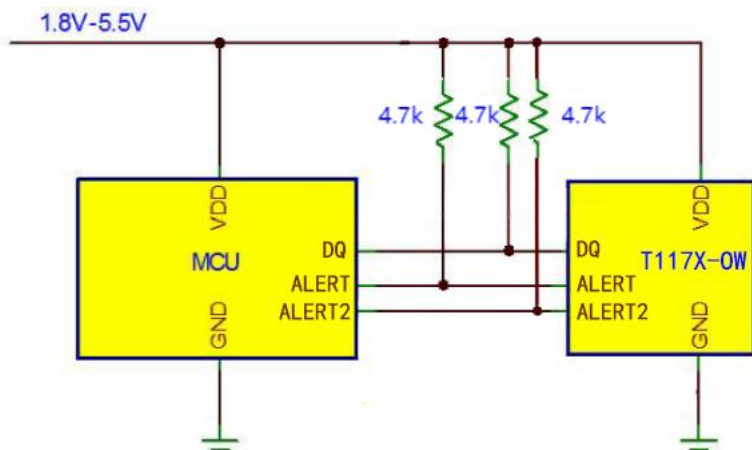 1.8V-5.5V
4.7k
4.7k
4.7k
VDD
VDD
DQ
DQ
MCU
T117X-OW
ALERT
ALERT
ALERT2
ALERT2
GND
GND